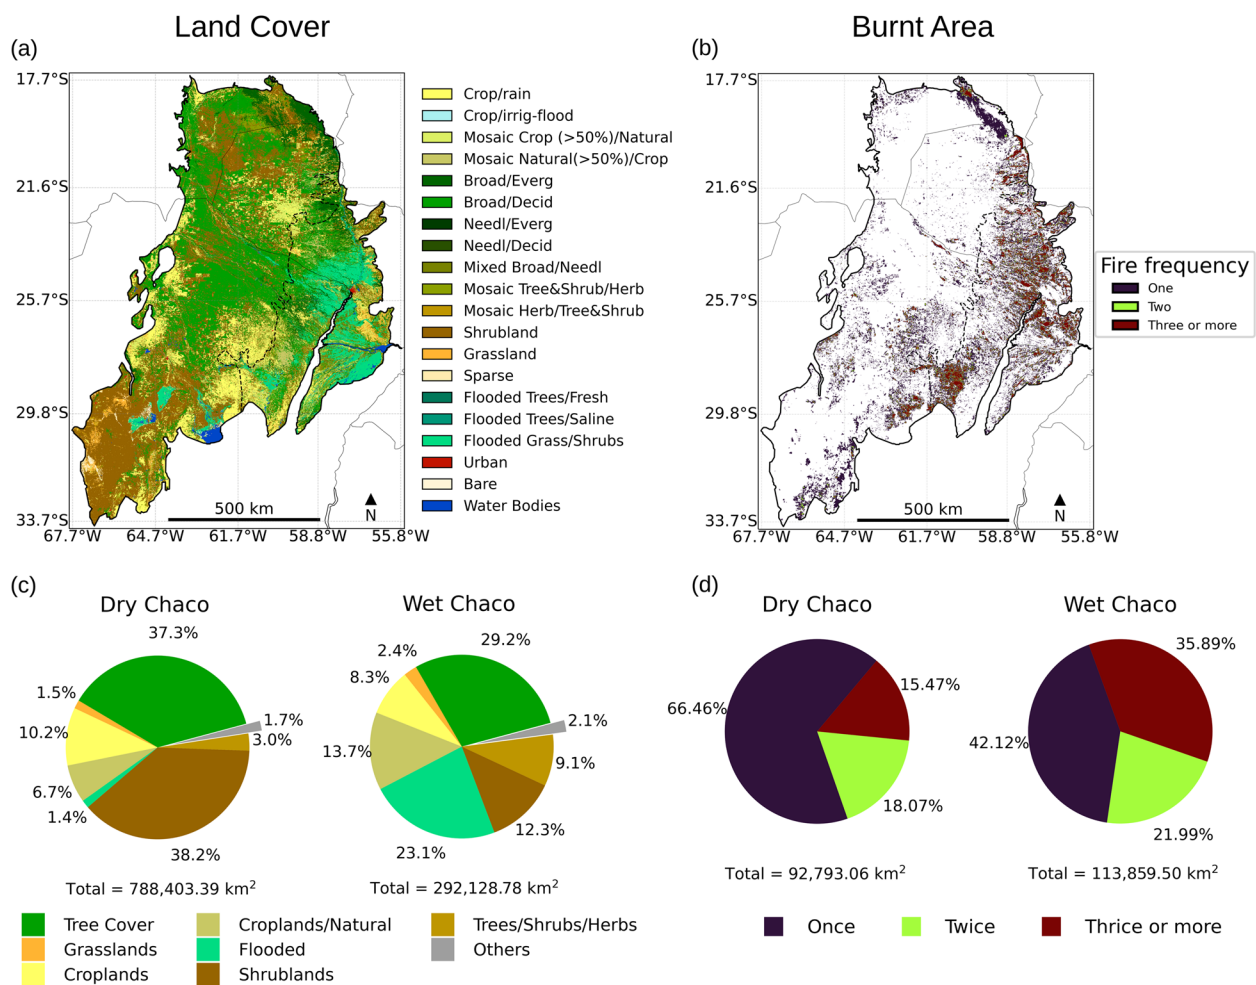 Land Cover
Burnt Area
(a)
(b)
17.7°S
21.6°S
25.7°S
29.8°S
33.7°S
67.7°W
64.7°W
61.7°W
58.8°W
55.8°W
500 km
N
Crop/rain
Crop/irrig-flood
Mosaic Crop (>50%)/Natural
Mosaic Natural(>50%)/Crop
Broad/Everg
Broad/Decid
Needl/Everg
Needl/Decid
Mixed Broad/Needl
Mosaic Tree&Shrub/Herb
Mosaic Herb/Tree&Shrub
Shrubland
Grassland
Sparse
Flooded Trees/Fresh
Flooded Trees/Saline
Flooded Grass/Shrubs
Urban
Bare
Water Bodies
17.7°S
21.6°S
25.7°S
29.8°S
33.7°S
67.7°W
64.7°W
61.7°W
58.8°W
55.8°W
500 km
N
Fire frequency
One
Two
Three or more
(c)
Dry Chaco
37.3%
1.5%
10.2%
6.7%
1.4%
38.2%
3.0%
1.7%
Total = 788,403.39 km²
Wet Chaco
29.2%
2.4%
8.3%
13.7%
23.1%
12.3%
9.1%
2.1%
Total = 292,128.78 km²
Tree Cover
Grasslands
Croplands
Croplands/Natural
Flooded
Shrublands
Trees/Shrubs/Herbs
Others
(d)
Dry Chaco
66.46%
15.47%
18.07%
Total = 92,793.06 km²
Wet Chaco
35.89%
42.12%
21.99%
Total = 113,859.50 km²
Once
Twice
Thrice or more